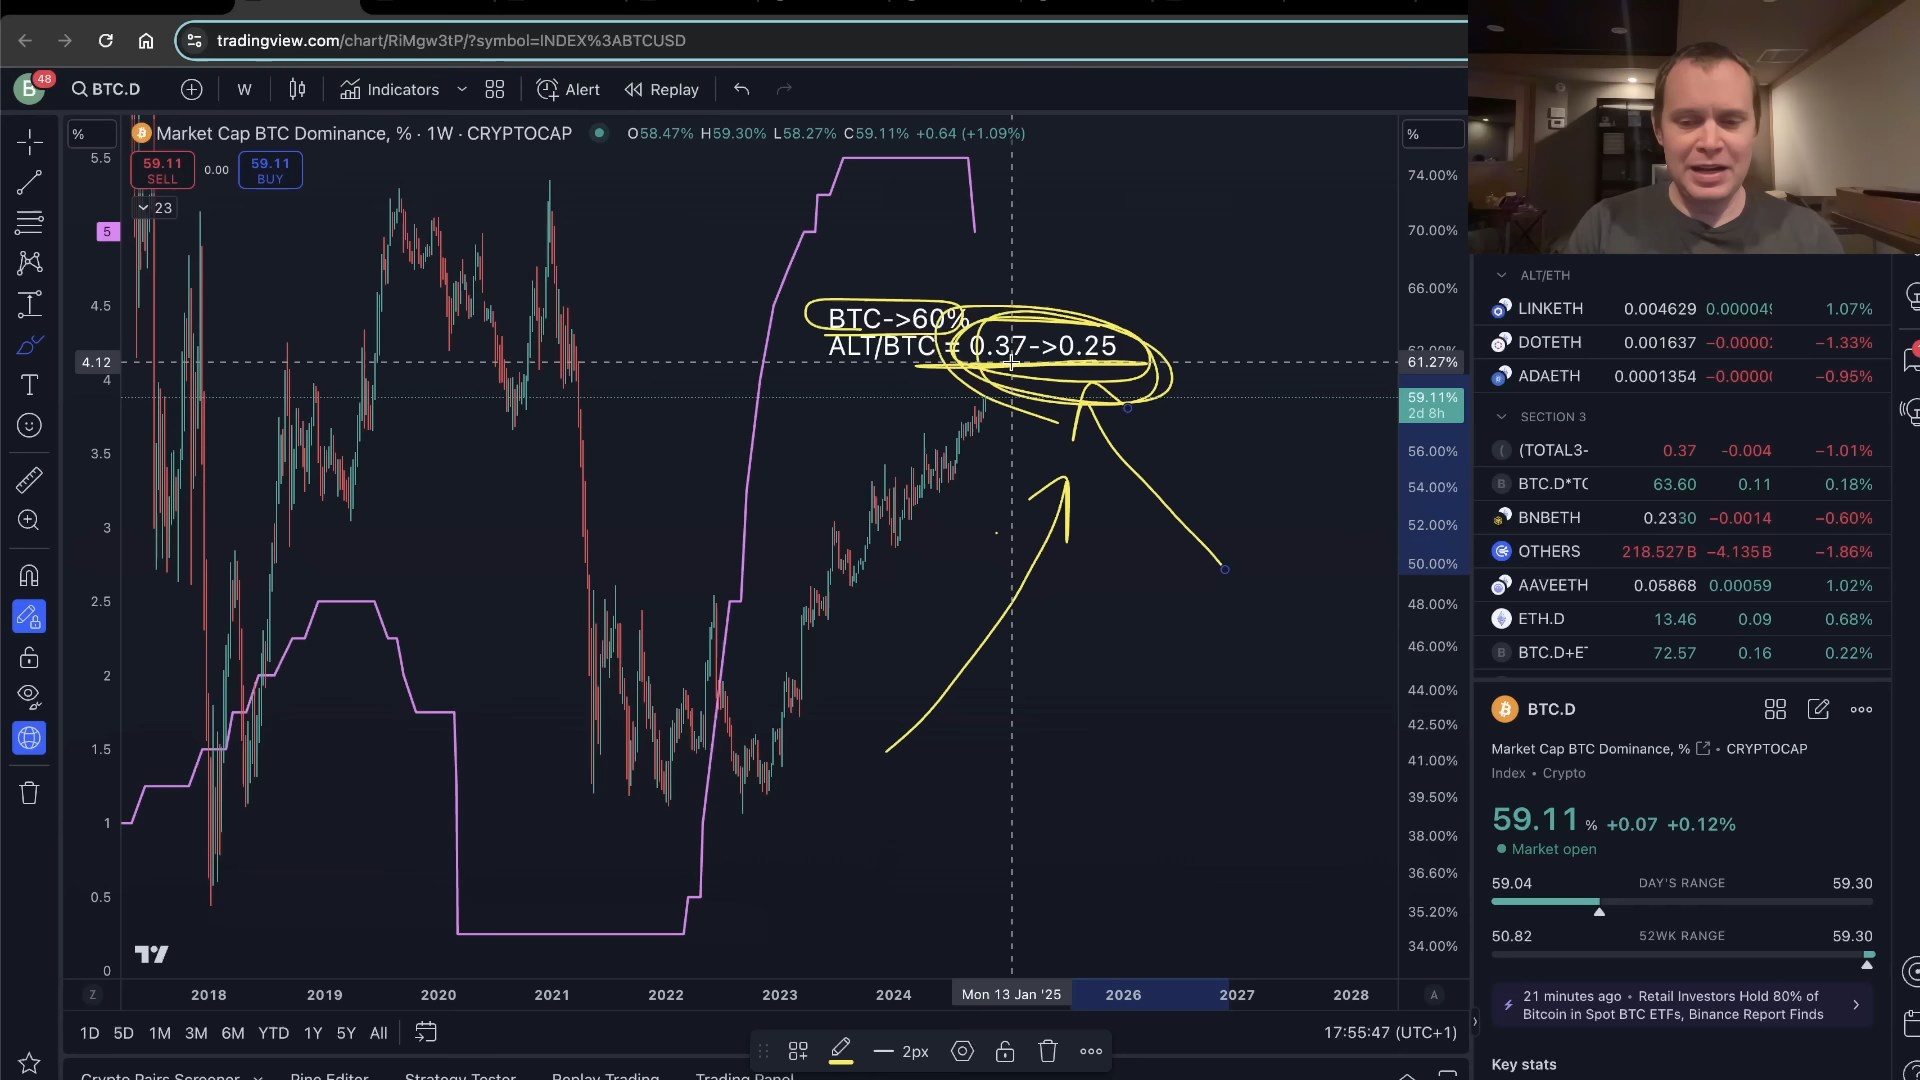 tradingview.com/chart/RiMgw3tP/?symbol=INDEX%3ABTCUSD
B 48 BTC.D W Indicators Alert Replay
% Market Cap BTC Dominance, % · 1W · CRYPTOCAP O58.47% H59.30% L58.27% C59.11% +0.64 (+1.09%) %
59.11 SELL 0.00 59.11 BUY
23
5.5
5
4.5
4.12
4
3.5
3
2.5
2
1.5
1
0.5
0
BTC->60%
ALT/BTC = 0.37->0.25
74.00%
70.00%
66.00%
61.27%
59.11%
2d 8h
56.00%
54.00%
52.00%
50.00%
48.00%
46.00%
44.00%
42.50%
41.00%
39.50%
38.00%
36.60%
35.20%
34.00%
Z 2018 2019 2020 2021 2022 2023 2024 Mon 13 Jan '25 2026 2027 2028 A
1D 5D 1M 3M 6M YTD 1Y 5Y All 17:55:47 (UTC+1)
2px
Crypto Pairs Screener Pine Editor Strategy Tester Replay Trading Trading Panel
ALT/ETH
LINKETH 0.004629 1.07%
DOTETH 0.001637 −1.33%
ADAETH 0.0001354 −0.95%
SECTION 3
(TOTAL3- 0.37 −0.004 −1.01%
BTC.D*TC 63.60 0.11 0.18%
BNBETH 0.2330 −0.0014 −0.60%
OTHERS 218.527B −4.135B −1.86%
AAVEETH 0.05868 0.00059 1.02%
ETH.D 13.46 0.09 0.68%
BTC.D+E 72.57 0.16 0.22%
BTC.D
Market Cap BTC Dominance, % • CRYPTOCAP
Index • Crypto
59.11 % +0.07 +0.12%
Market open
59.04 DAY'S RANGE 59.30
50.82 52WK RANGE 59.30
21 minutes ago • Retail Investors Hold 80% of
Bitcoin in Spot BTC ETFs, Binance Report Finds
Key stats